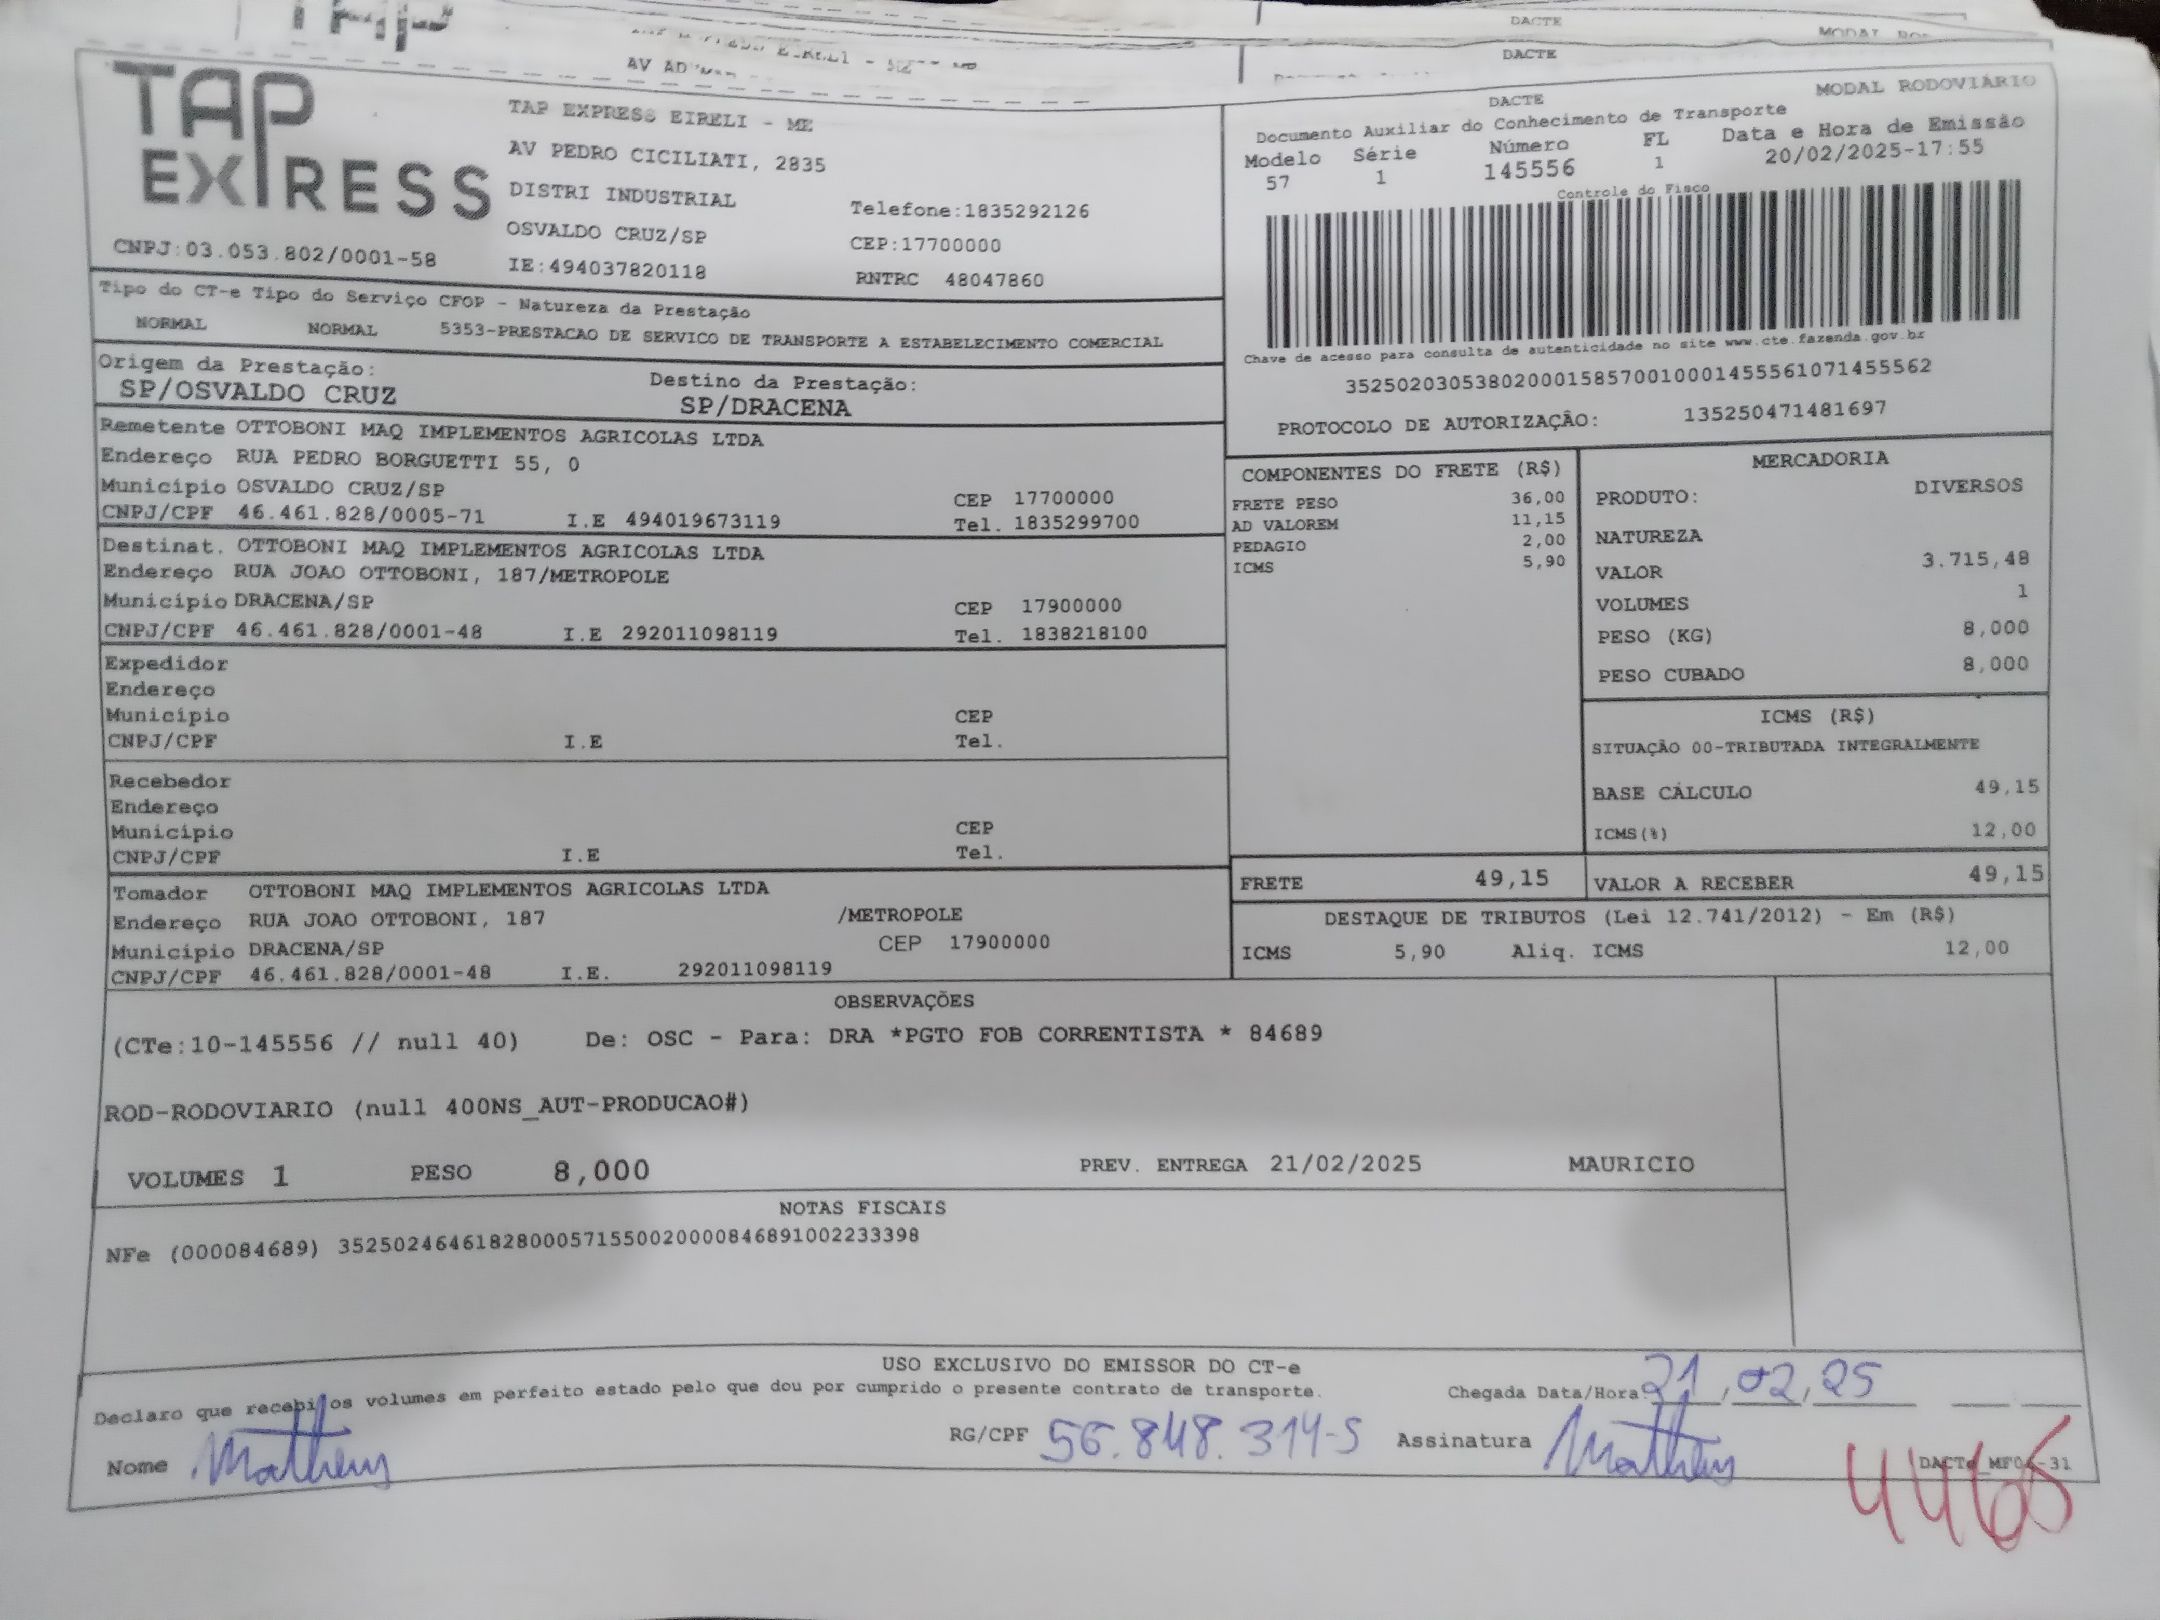 DACTE
DACTE
AV
TAP EXPRESS
TAP EXPRESS EIRELI - ME
AV PEDRO CICILIATI, 2835
DISTRI INDUSTRIAL
Telefone:1835292126
OSVALDO CRUZ/SP
CEP:17700000
CNPJ:03.053.802/0001-58
IE:494037820118
RNTRC 48047860
MODAL RODOVIÁRIO
DACTE
Documento Auxiliar do Conhecimento de Transporte
Modelo Série Número FL Data e Hora de Emissão
57 1 145556 1 20/02/2025-17:55
Controle do Fisco
Chave de acesso para consulta de autenticidade no site www.cte.fazenda.gov.br
35250203053802000158570010001455561071455562
PROTOCOLO DE AUTORIZAÇÃO: 135250471481697
Tipo do CT-e Tipo do Serviço CFOP - Natureza da Prestação
NORMAL NORMAL 5353-PRESTACAO DE SERVICO DE TRANSPORTE A ESTABELECIMENTO COMERCIAL
Origem da Prestação: Destino da Prestação:
SP/OSVALDO CRUZ SP/DRACENA
Remetente OTTOBONI MAQ IMPLEMENTOS AGRICOLAS LTDA
Endereço RUA PEDRO BORGUETTI 55, 0
Município OSVALDO CRUZ/SP CEP 17700000
CNPJ/CPF 46.461.828/0005-71 I.E 494019673119 Tel. 1835299700
Destinat. OTTOBONI MAQ IMPLEMENTOS AGRICOLAS LTDA
Endereço RUA JOAO OTTOBONI, 187/METROPOLE
Município DRACENA/SP CEP 17900000
CNPJ/CPF 46.461.828/0001-48 I.E 292011098119 Tel. 1838218100
Expedidor
Endereço
Município CEP
CNPJ/CPF I.E Tel.
Recebedor
Endereço
Município CEP
CNPJ/CPF I.E Tel.
Tomador OTTOBONI MAQ IMPLEMENTOS AGRICOLAS LTDA
Endereço RUA JOAO OTTOBONI, 187 /METROPOLE
Município DRACENA/SP CEP 17900000
CNPJ/CPF 46.461.828/0001-48 I.E. 292011098119
COMPONENTES DO FRETE (R$)
FRETE PESO 36,00
AD VALOREM 11,15
PEDAGIO 2,00
ICMS 5,90
MERCADORIA
PRODUTO: DIVERSOS
NATUREZA
VALOR 3.715,48
VOLUMES 1
PESO (KG) 8,000
PESO CUBADO 8,000
ICMS (R$)
SITUAÇÃO 00-TRIBUTADA INTEGRALMENTE
BASE CÁLCULO 49,15
ICMS(%) 12,00
FRETE 49,15 VALOR A RECEBER 49,15
DESTAQUE DE TRIBUTOS (Lei 12.741/2012) - Em (R$)
ICMS 5,90 Aliq. ICMS 12,00
OBSERVAÇÕES
(CTe:10-145556 // null 40) De: OSC - Para: DRA *PGTO FOB CORRENTISTA * 84689
ROD-RODOVIARIO (null 400NS_AUT-PRODUCAO#)
VOLUMES 1 PESO 8,000 PREV. ENTREGA 21/02/2025 MAURICIO
NOTAS FISCAIS
NFe (000084689) 35250246461828000571550020000846891002233398
USO EXCLUSIVO DO EMISSOR DO CT-e
Declaro que recebi os volumes em perfeito estado pelo que dou por cumprido o presente contrato de transporte.
Chegada Data/Hora: 21,02,25
Nome Matheus RG/CPF 56.848.314-5 Assinatura Matheus
4465